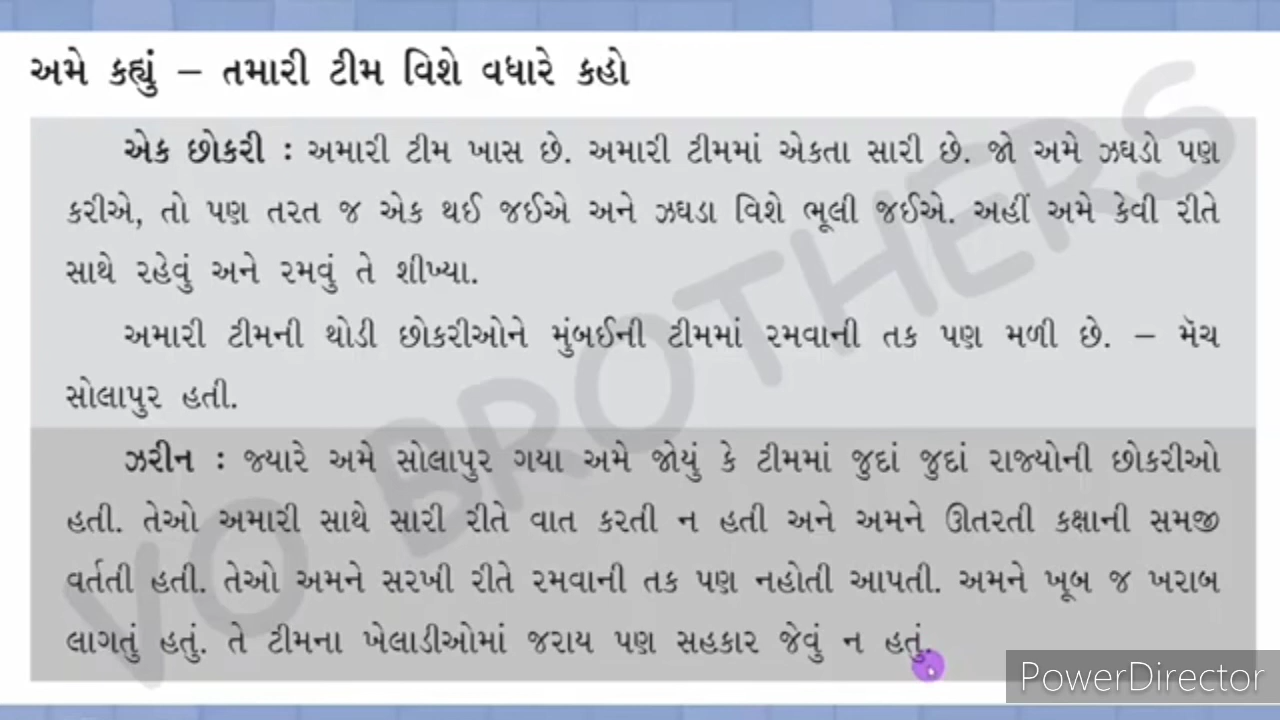 અમે કહ્યું – તમારી ટીમ વિશે વધારે કહો
એક છોકરી : અમારી ટીમ ખાસ છે. અમારી ટીમમાં એકતા સારી છે. જો અમે ઝઘડો પણ
કરીએ, તો પણ તરત જ એક થઈ જઈએ અને ઝઘડા વિશે ભૂલી જઈએ. અહીં અમે કેવી રીતે
સાથે રહેવું અને રમવું તે શીખ્યા.
અમારી ટીમની થોડી છોકરીઓને મુંબઈની ટીમમાં રમવાની તક પણ મળી છે. – મૅચ
સોલાપુર હતી.
ઝરીન : જ્યારે અમે સોલાપુર ગયા અમે જોયું કે ટીમમાં જુદાં જુદાં રાજ્યોની છોકરીઓ
હતી. તેઓ અમારી સાથે સારી રીતે વાત કરતી ન હતી અને અમને ઊતરતી કક્ષાની સમજી
વર્તતી હતી. તેઓ અમને સરખી રીતે રમવાની તક પણ નહોતી આપતી. અમને ખૂબ જ ખરાબ
લાગતું હતું. તે ટીમના ખેલાડીઓમાં જરાય પણ સહકાર જેવું ન હતું.
VO BROTHERS
PowerDirector